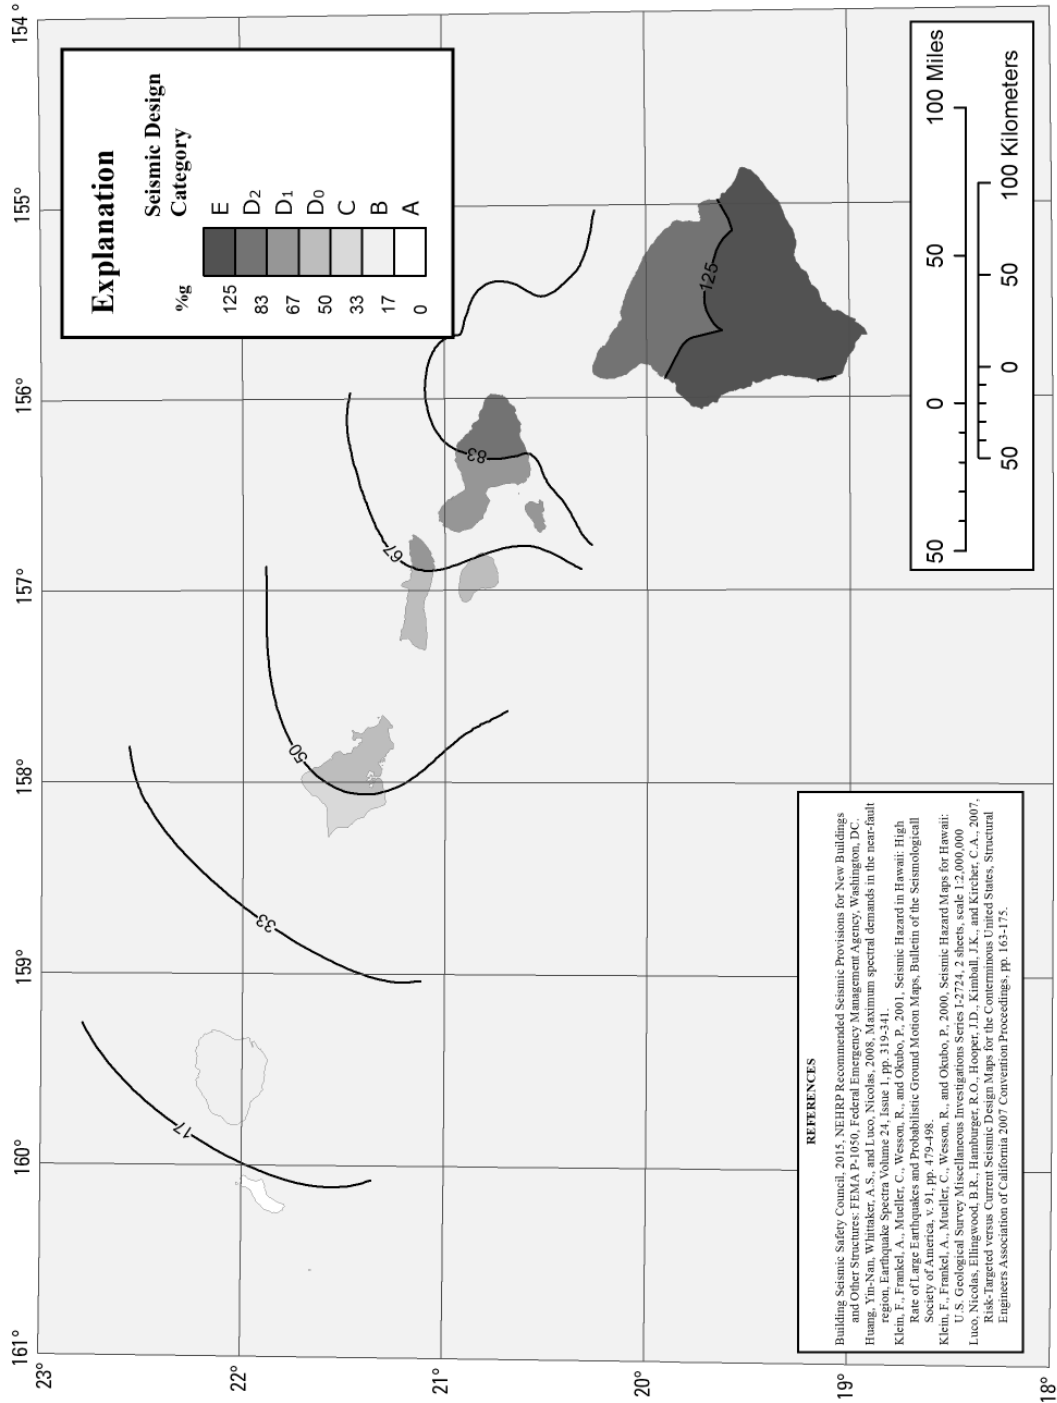 161°
160°
159°
158°
157°
156°
155°
154°
23°
22°
21°
20°
19°
18°
Explanation
Seismic Design
Category
%g
125
E
83
D2
67
D1
50
D0
33
C
17
B
0
A
17
33
50
67
83
125
50 0 50 100 Miles
50 0 50 100 Kilometers
REFERENCES
Building Seismic Safety Council, 2015, NEHRP Recommended Seismic Provisions for New Buildings
and Other Structures: FEMA P-1050, Federal Emergency Management Agency, Washington, DC.
Huang, Yin-Nan, Whittaker, A.S., and Luco, Nicolas, 2008, Maximum spectral demands in the near-fault
region, Earthquake Spectra Volume 24, Issue 1, pp. 319-341.
Klein, F., Frankel, A., Mueller, C., Wesson, R., and Okubo, P., 2001, Seismic Hazard in Hawaii: High
Rate of Large Earthquakes and Probabilistic Ground Motion Maps, Bulletin of the Seismologicall
Society of America, v. 91, pp. 479-498.
Klein, F., Frankel, A., Mueller, C., Wesson, R., and Okubo, P., 2000, Seismic Hazard Maps for Hawaii:
U.S. Geological Survey Miscellaneous Investigations Series I-2724, 2 sheets, scale 1:2,000,000
Luco, Nicolas, Ellingwood, B.R., Hamburger, R.O., Hooper, J.D., Kimball, J.K., and Kircher, C.A., 2007,
Risk-Targeted versus Current Seismic Design Maps for the Conterminous United States, Structural
Engineers Association of California 2007 Convention Proceedings, pp. 163-175.